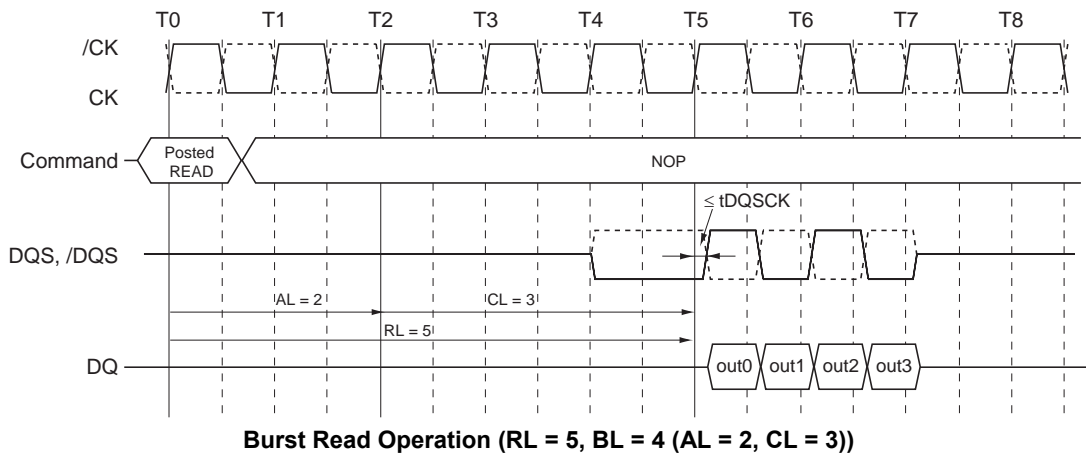 T0 T1 T2 T3 T4 T5 T6 T7 T8
/CK
CK
Command
Posted
READ
NOP
≤ tDQSCK
DQS, /DQS
AL = 2
CL = 3
RL = 5
DQ
out0 out1 out2 out3
Burst Read Operation (RL = 5, BL = 4 (AL = 2, CL = 3))